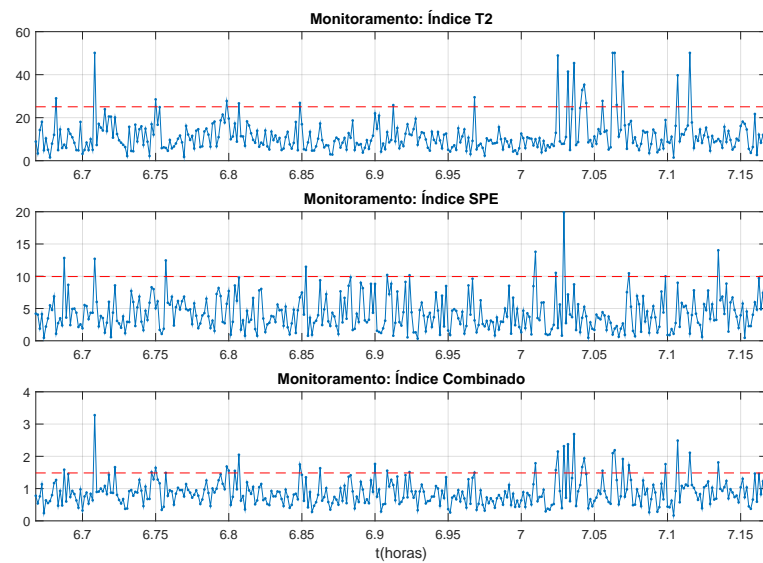 Monitoramento: Índice T2
60
40
20
0
6.7 6.75 6.8 6.85 6.9 6.95 7 7.05 7.1 7.15
Monitoramento: Índice SPE
20
15
10
5
0
6.7 6.75 6.8 6.85 6.9 6.95 7 7.05 7.1 7.15
Monitoramento: Índice Combinado
4
3
2
1
0
6.7 6.75 6.8 6.85 6.9 6.95 7 7.05 7.1 7.15
t(horas)